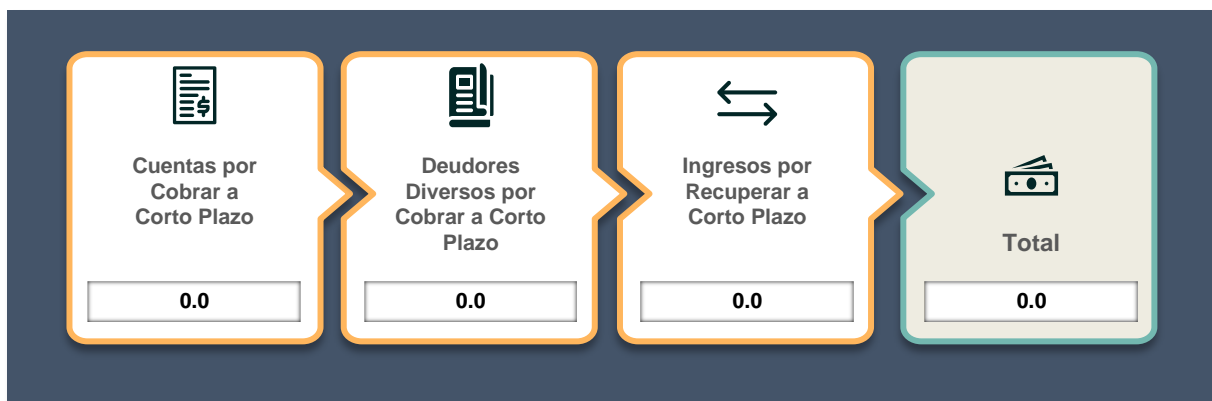 Cuentas por
Cobrar a
Corto Plazo
0.0
Deudores
Diversos por
Cobrar a Corto
Plazo
0.0
Ingresos por
Recuperar a
Corto Plazo
0.0
Total
0.0